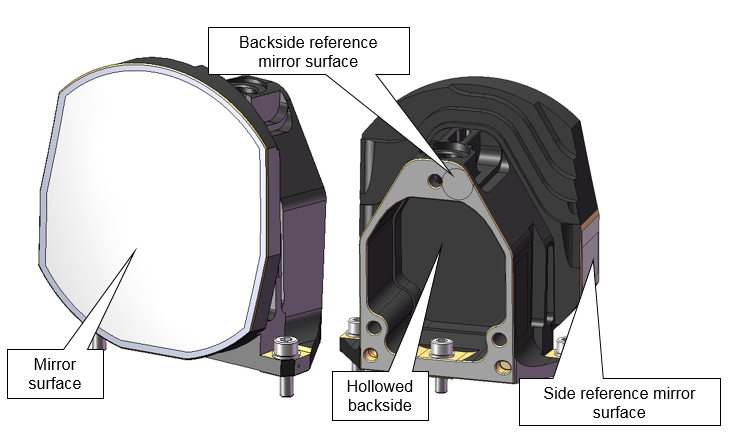 Backside reference
mirror surface
Mirror
surface
Hollowed
backside
Side reference mirror
surface